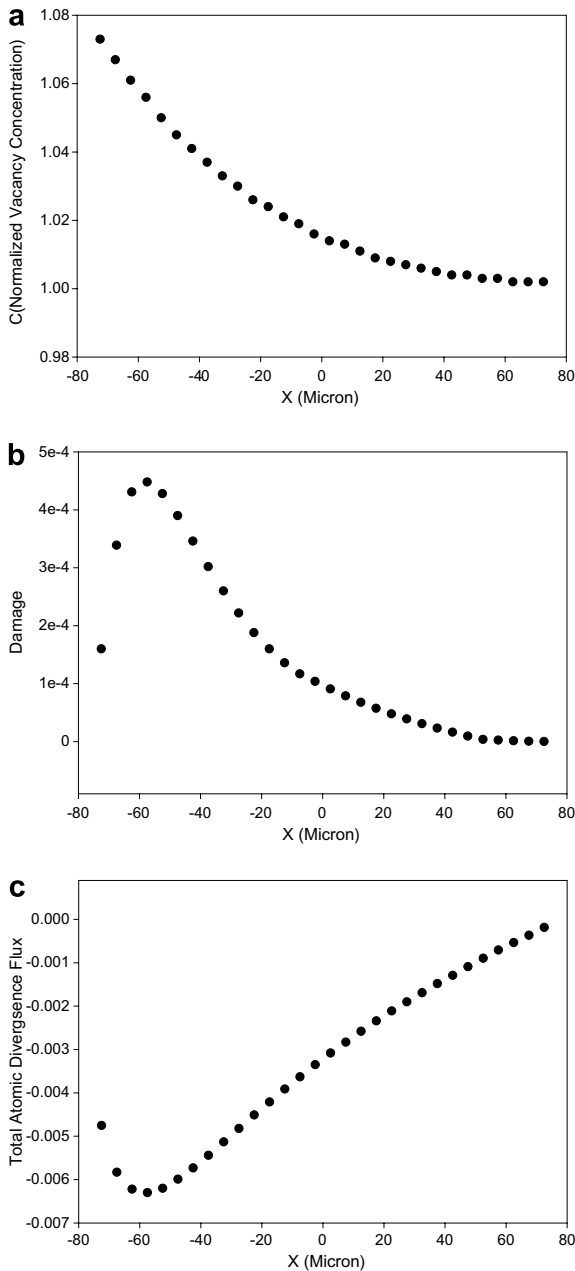 a
1.08
1.06
1.04
1.02
1.00
0.98
C(Normalized Vacancy Concentration)
-80 -60 -40 -20 0 20 40 60 80
X (Micron)
b
5e-4
4e-4
3e-4
2e-4
1e-4
0
Damage
-80 -60 -40 -20 0 20 40 60 80
X (Micron)
c
0.000
-0.001
-0.002
-0.003
-0.004
-0.005
-0.006
-0.007
Total Atomic Divergsence Flux
-80 -60 -40 -20 0 20 40 60 80
X (Micron)